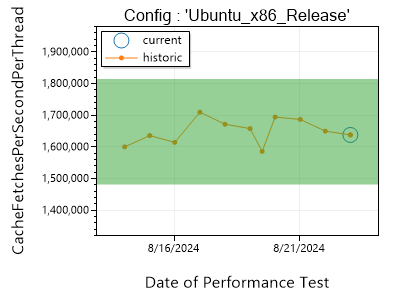 Config : 'Ubuntu_x86_Release'
current
historic
CacheFetchesPerSecondPerThread
1,900,000
1,800,000
1,700,000
1,600,000
1,500,000
1,400,000
8/16/2024
8/21/2024
Date of Performance Test